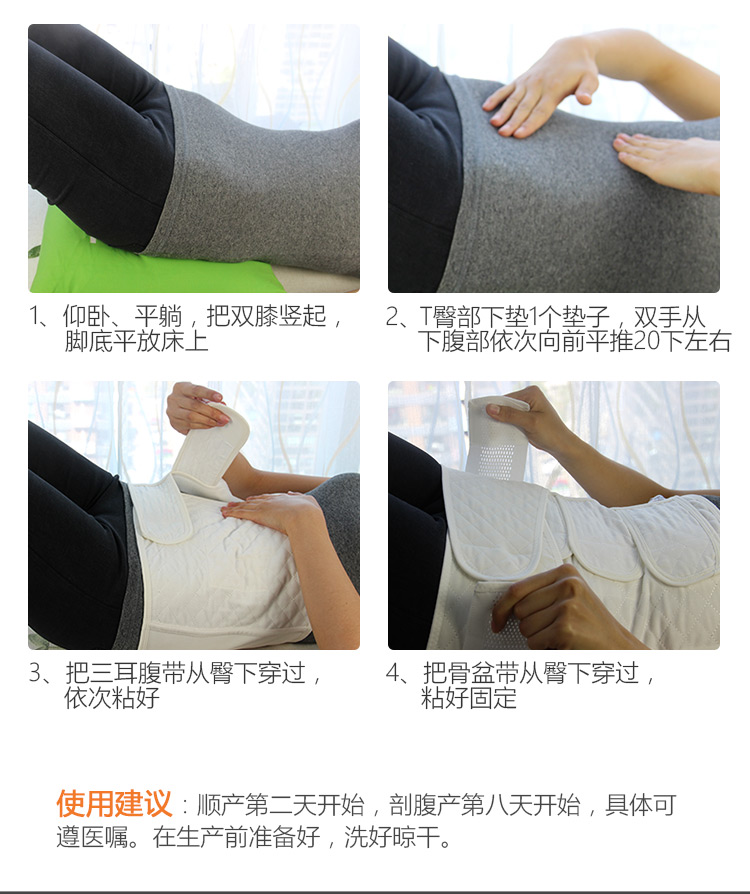 1、仰卧、平躺，把双膝竖起，
脚底平放床上
2、T臀部下垫1个垫子，双手从
下腹部依次向前平推20下左右
3、把三耳腹带从臀下穿过，
依次粘好
4、把骨盆带从臀下穿过，
粘好固定
使用建议：顺产第二天开始，剖腹产第八天开始，具体可
遵医嘱。在生产前准备好，洗好晾干。